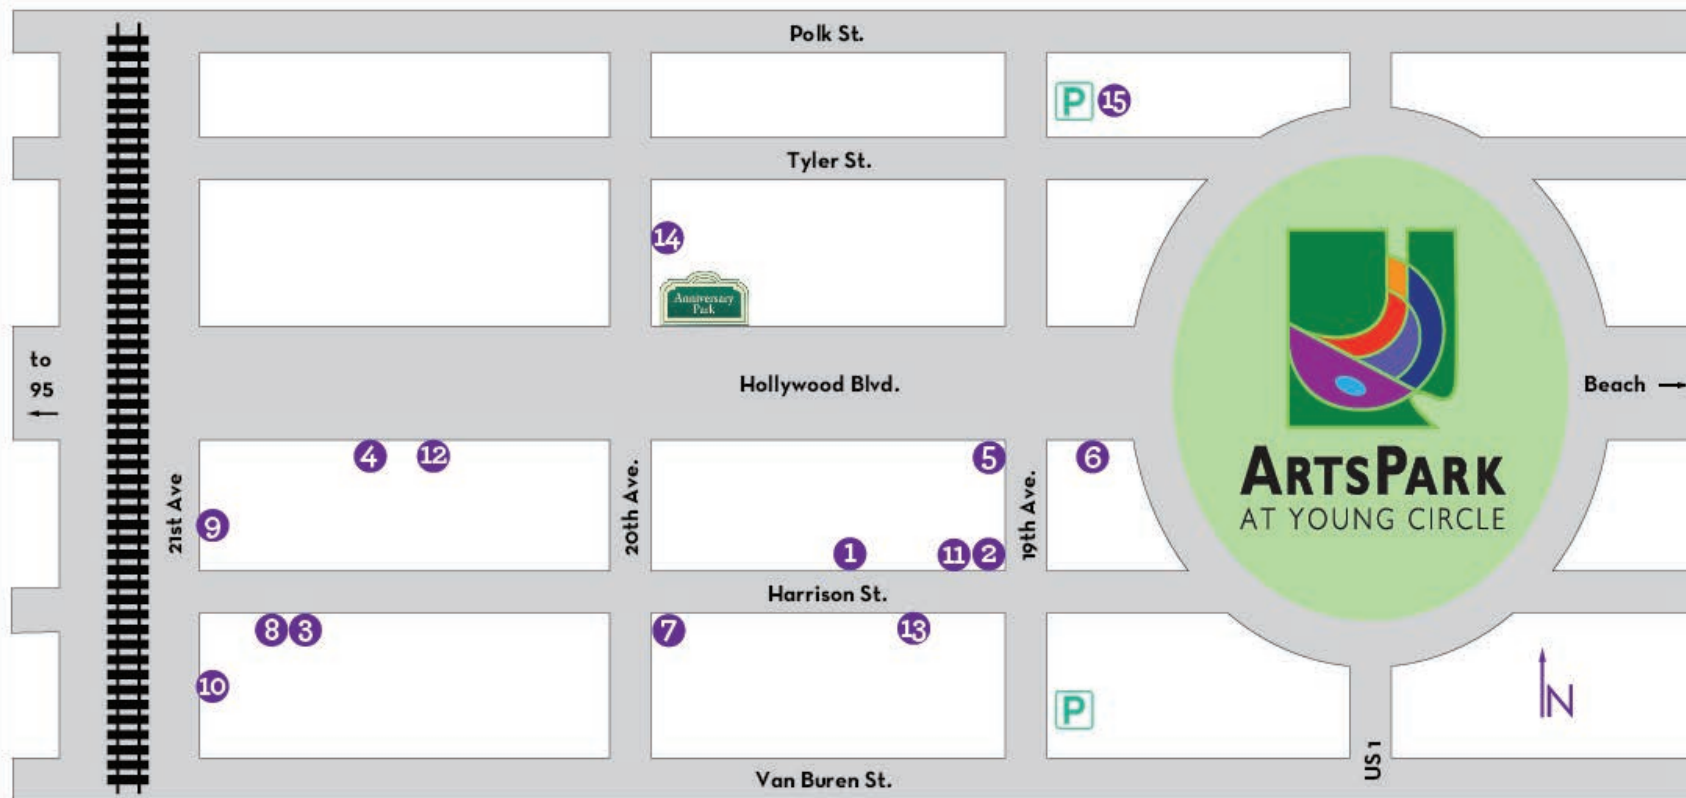 Polk St.
P 15
Tyler St.
14
Anniversary
Park
to
95
Hollywood Blvd.
Beach
ARTSPARK
AT YOUNG CIRCLE
4 12
5
6
21st Ave
20th Ave.
19th Ave.
9
1
11 2
Harrison St.
8 3
7
13
10
P
N
US 1
Van Buren St.